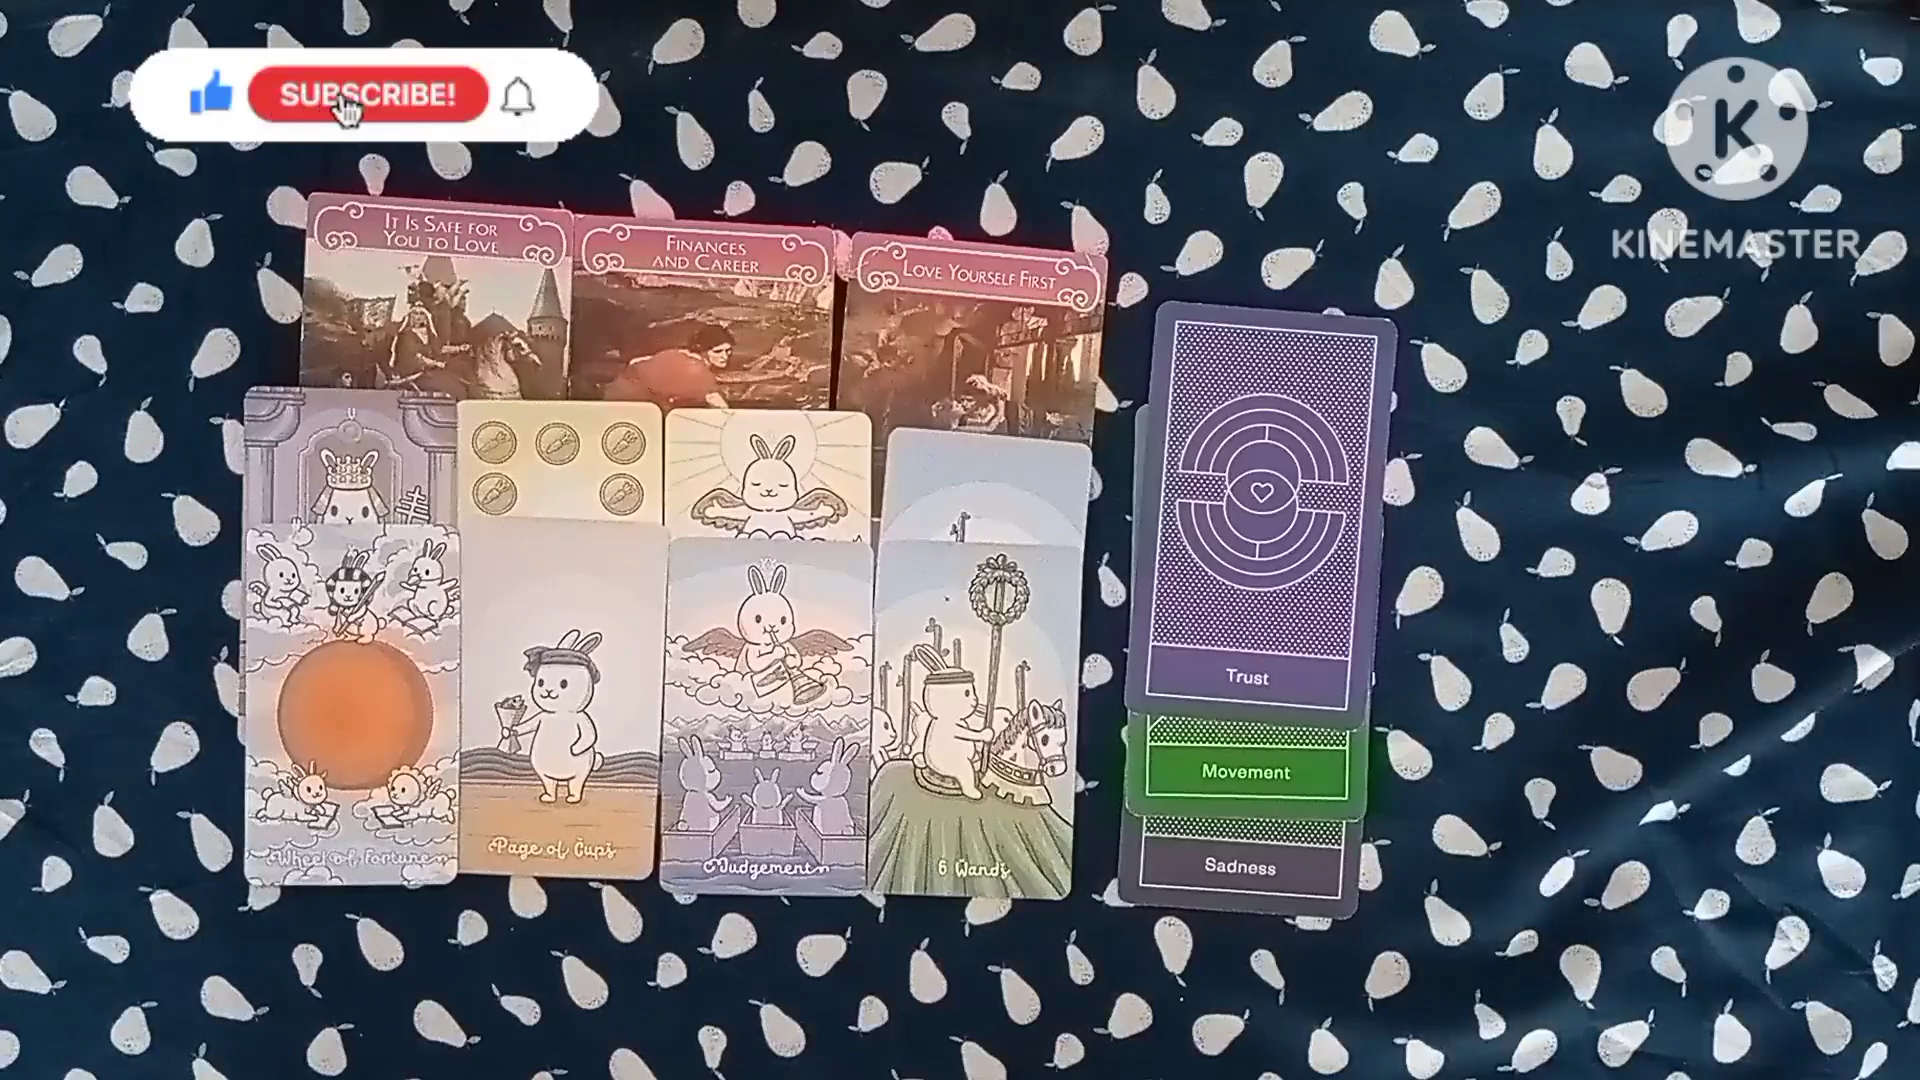 SUBSCRIBE!
K
KINEMASTER
It Is Safe for
You to Love
Finances
and Career
Love Yourself First
Trust
Movement
Sadness
Wheel of Fortune
Page of Cups
Judgement
6 Wands